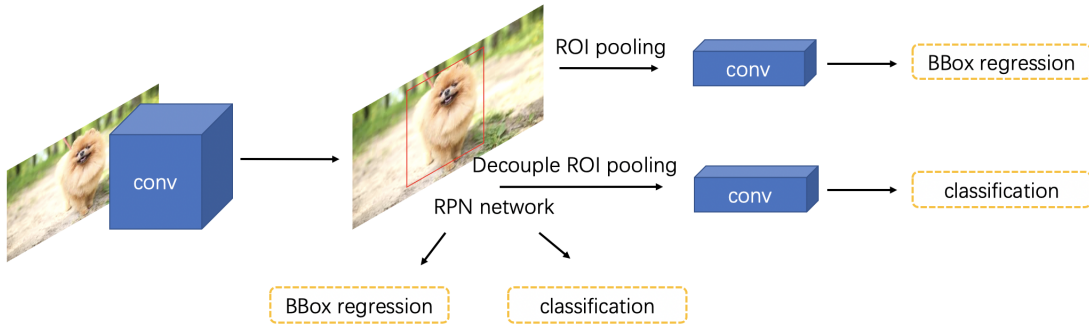 ROI pooling
conv
BBox regression
conv
Decouple ROI pooling
conv
classification
RPN network
BBox regression
classification